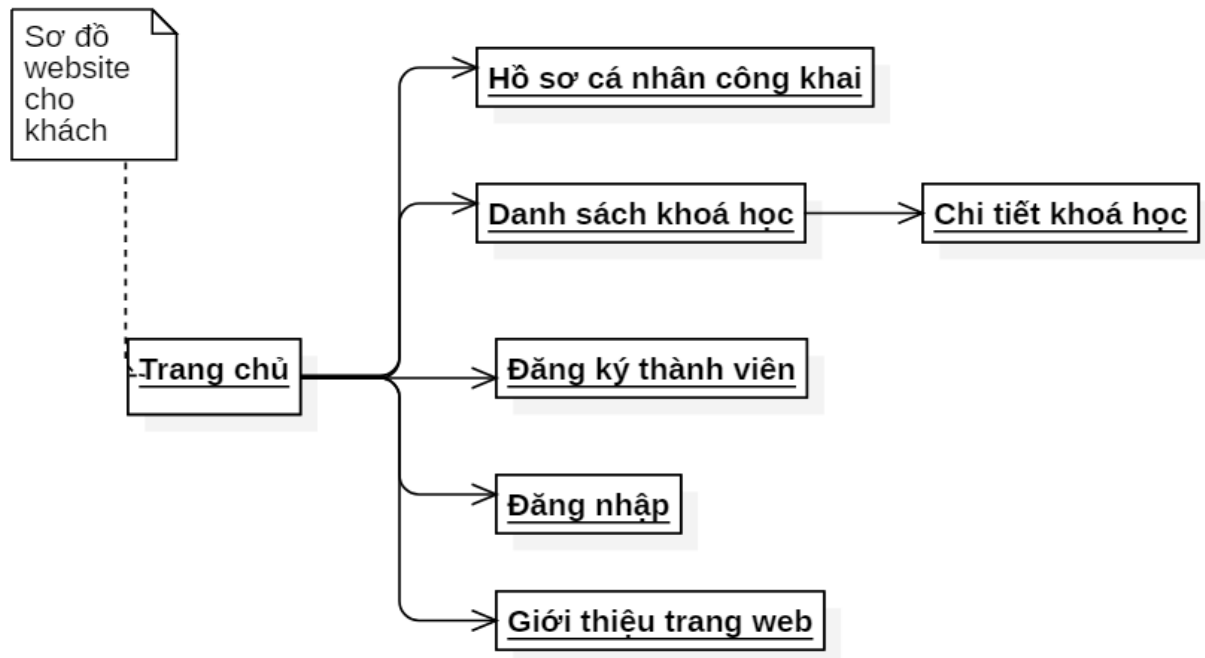 Sơ đồ
website
cho
khách
Hồ sơ cá nhân công khai
Danh sách khoá học
Chi tiết khoá học
Trang chủ
Đăng ký thành viên
Đăng nhập
Giới thiệu trang web